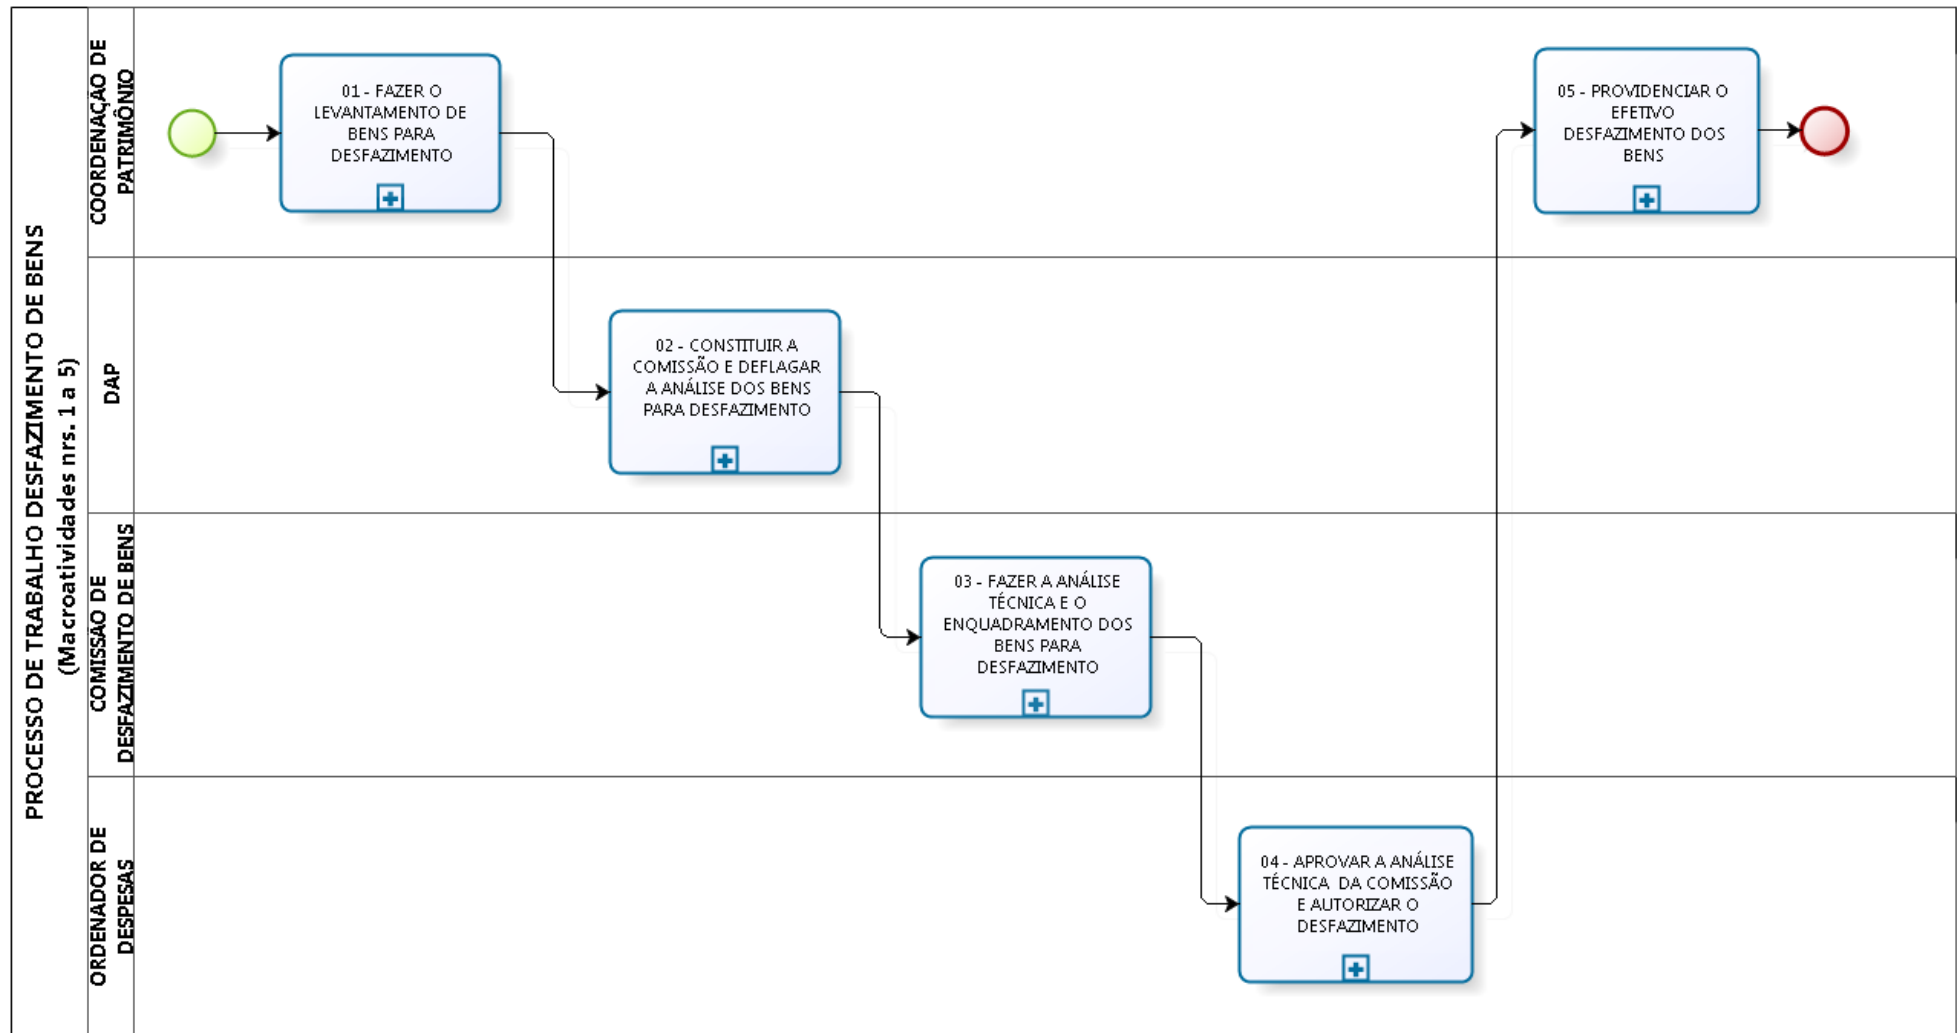 PROCESSO DE TRABALHO DESFAZIMENTO DE BENS
(Macroatividades nrs. 1 a 5)
COORDENAÇAO DE
PATRIMÔNIO
01 - FAZER O
LEVANTAMENTO DE
BENS PARA
DESFAZIMENTO
05 - PROVIDENCIAR O
EFETIVO
DESFAZIMENTO DOS
BENS
DAP
02 - CONSTITUIR A
COMISSÃO E DEFLAGAR
A ANÁLISE DOS BENS
PARA DESFAZIMENTO
COMISSAO DE
DESFAZIMENTO DE BENS
03 - FAZER A ANÁLISE
TÉCNICA E O
ENQUADRAMENTO DOS
BENS PARA
DESFAZIMENTO
ORDENADOR DE
DESPESAS
04 - APROVAR A ANÁLISE
TÉCNICA DA COMISSÃO
E AUTORIZAR O
DESFAZIMENTO